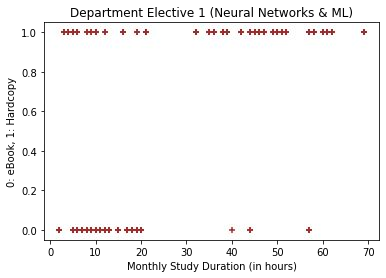 Department Elective 1 (Neural Networks & ML)
1.0
0.8
0.6
0.4
0.2
0.0
0: eBook, 1: Hardcopy
0 10 20 30 40 50 60 70
Monthly Study Duration (in hours)